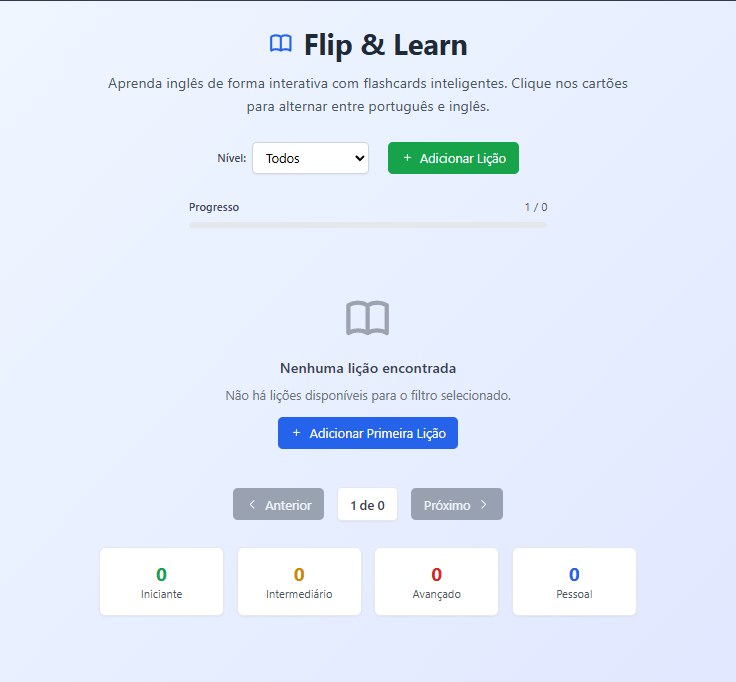 Flip & Learn
Aprenda inglês de forma interativa com flashcards inteligentes. Clique nos cartões
para alternar entre português e inglês.
Nível: Todos + Adicionar Lição
Progresso 1 / 0
Nenhuma lição encontrada
Não há lições disponíveis para o filtro selecionado.
+ Adicionar Primeira Lição
Anterior 1 de 0 Próximo
0 0 0 0
Iniciante Intermediário Avançado Pessoal